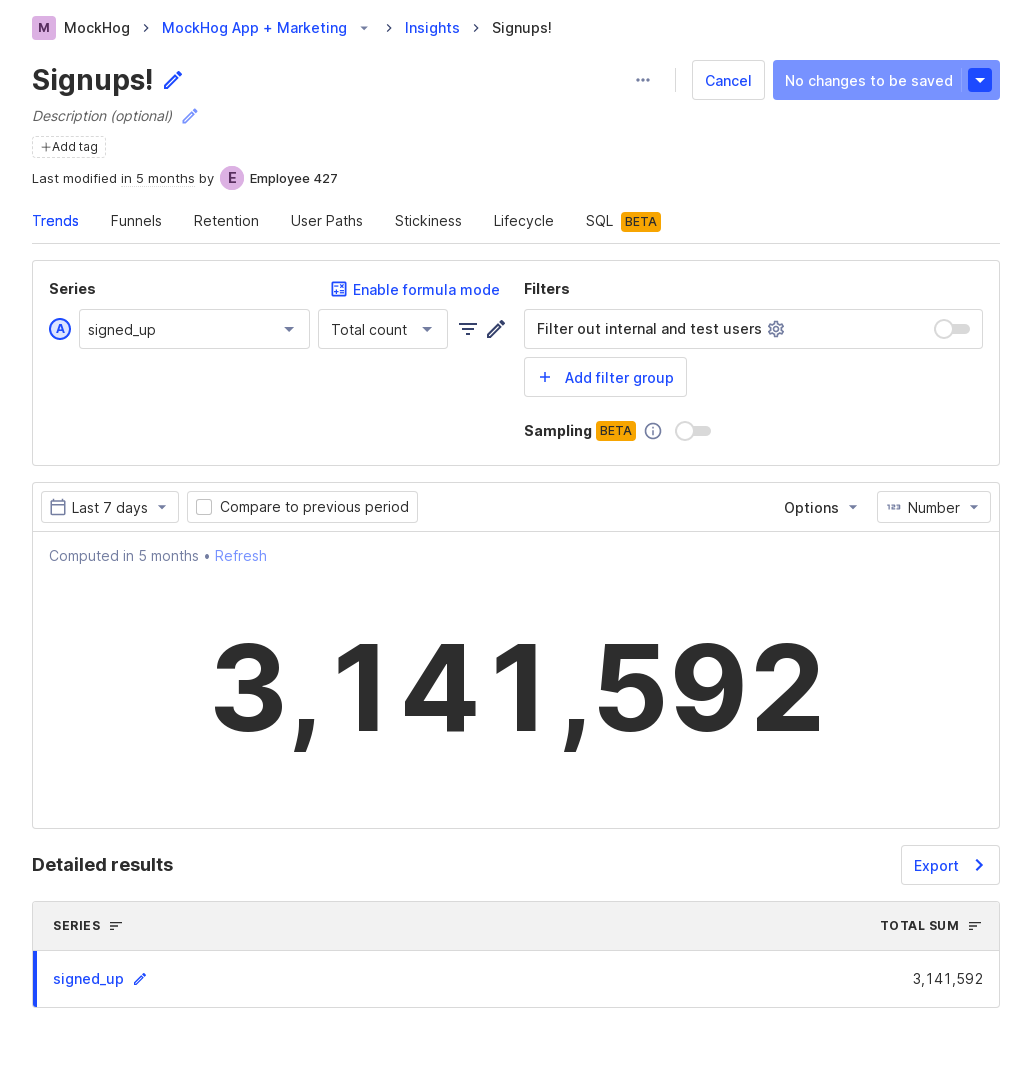 M MockHog MockHog App + Marketing Insights Signups!
Signups!
Cancel No changes to be saved
Description (optional)
Add tag
Last modified in 5 months by E Employee 427
Trends Funnels Retention User Paths Stickiness Lifecycle SQL BETA
Series Enable formula mode Filters
A signed_up Total count Filter out internal and test users
Add filter group
Sampling BETA
Last 7 days Compare to previous period Options 123 Number
Computed in 5 months • Refresh
3,141,592
Detailed results Export
SERIES TOTAL SUM
signed_up 3,141,592